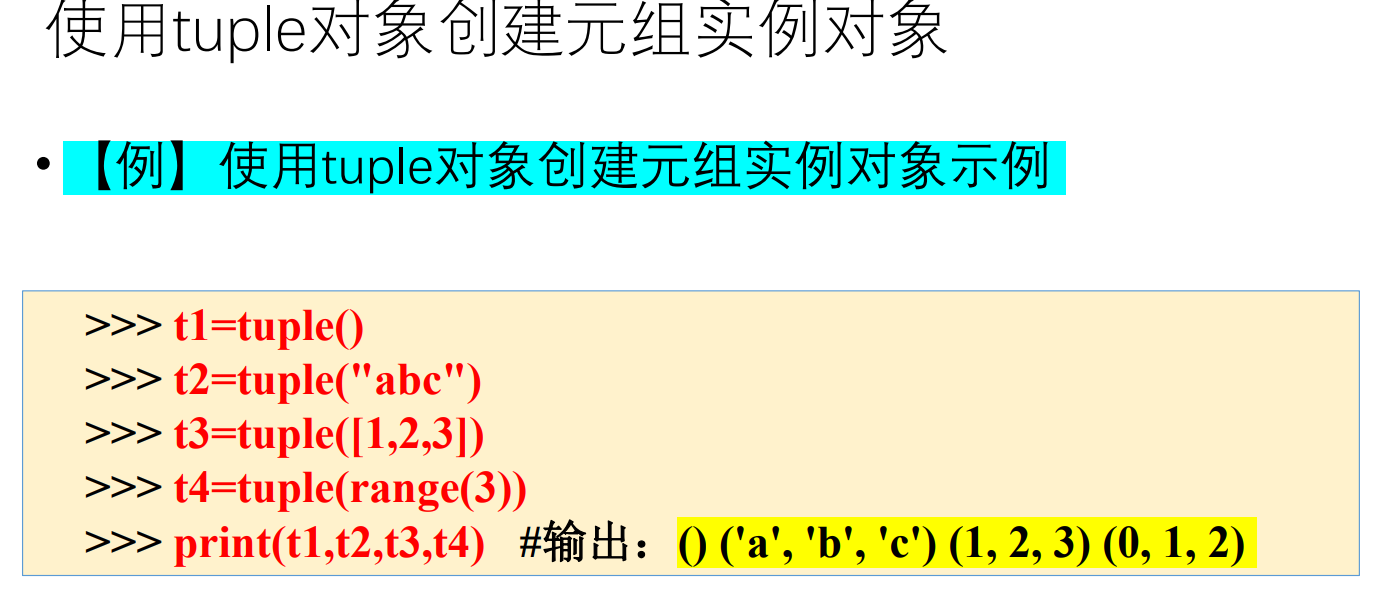 使用tuple对象创建元组实例对象
• 【例】使用tuple对象创建元组实例对象示例
>>> t1=tuple()
>>> t2=tuple("abc")
>>> t3=tuple([1,2,3])
>>> t4=tuple(range(3))
>>> print(t1,t2,t3,t4) #输出：() ('a', 'b', 'c') (1, 2, 3) (0, 1, 2)